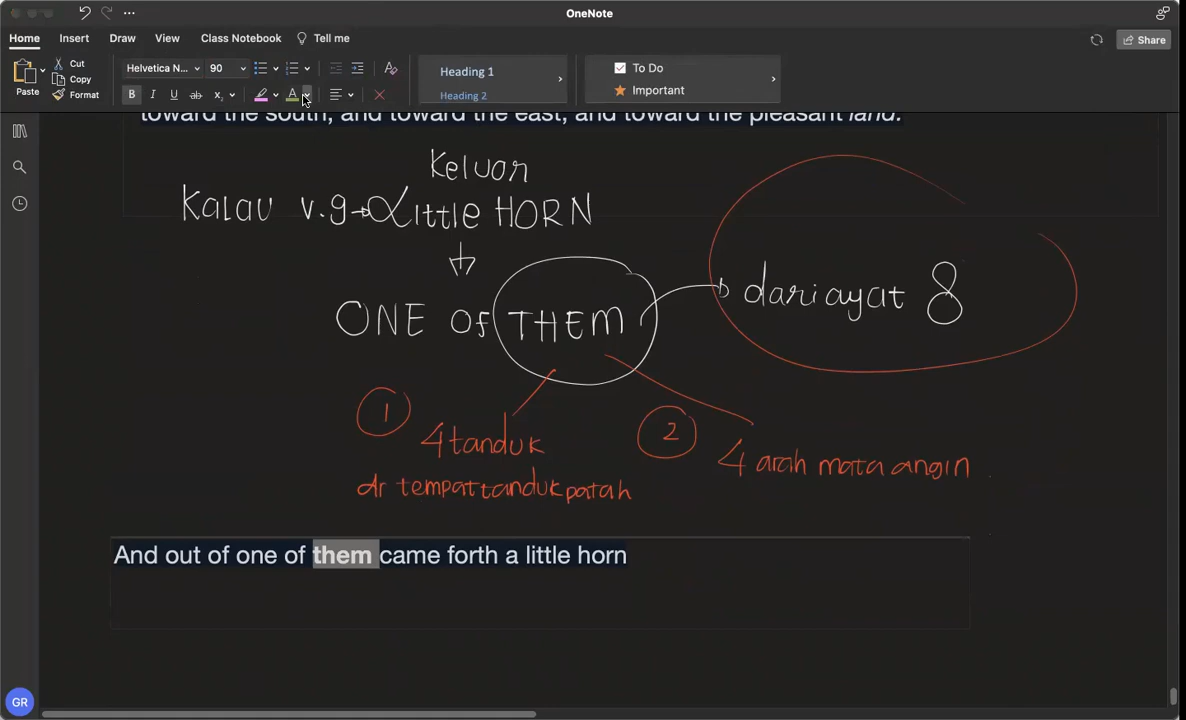 OneNote
Home Insert Draw View Class Notebook Tell me
Share
Paste
Cut
Copy
Format
Helvetica N... 90
B I U ab x
A
Heading 1
Heading 2
To Do
Important
toward the south, and toward the east, and toward the pleasant land.
Keluar
Kalau v.9 → Little HORN
ONE OF THEM
dari ayat 8
1
4 tanduk
dr tempat tanduk patah
2
4 arah mata angin
And out of one of them came forth a little horn
GR